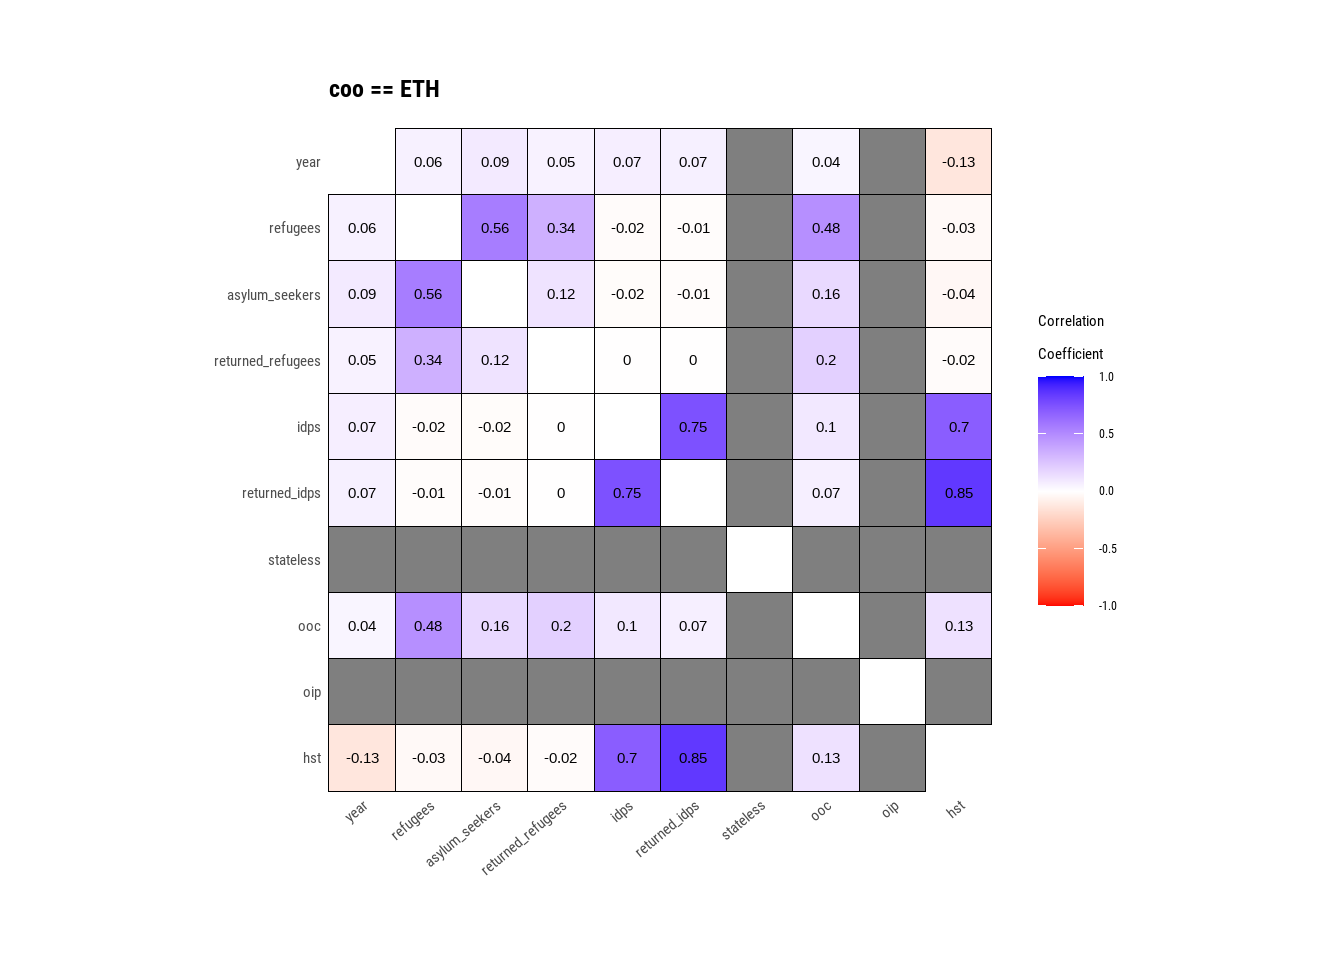 coo == ETH
year 0.06 0.09 0.05 0.07 0.07 0.04 -0.13
refugees 0.06 0.56 0.34 -0.02 -0.01 0.48 -0.03
asylum_seekers 0.09 0.56 0.12 -0.02 -0.01 0.16 -0.04
returned_refugees 0.05 0.34 0.12 0 0 0.2 -0.02
idps 0.07 -0.02 -0.02 0 0.75 0.1 0.7
returned_idps 0.07 -0.01 -0.01 0 0.75 0.07 0.85
stateless
ooc 0.04 0.48 0.16 0.2 0.1 0.07 0.13
oip
hst -0.13 -0.03 -0.04 -0.02 0.7 0.85 0.13
year refugees asylum_seekers returned_refugees idps returned_idps stateless ooc oip hst
Correlation
Coefficient
1.0
0.5
0.0
-0.5
-1.0